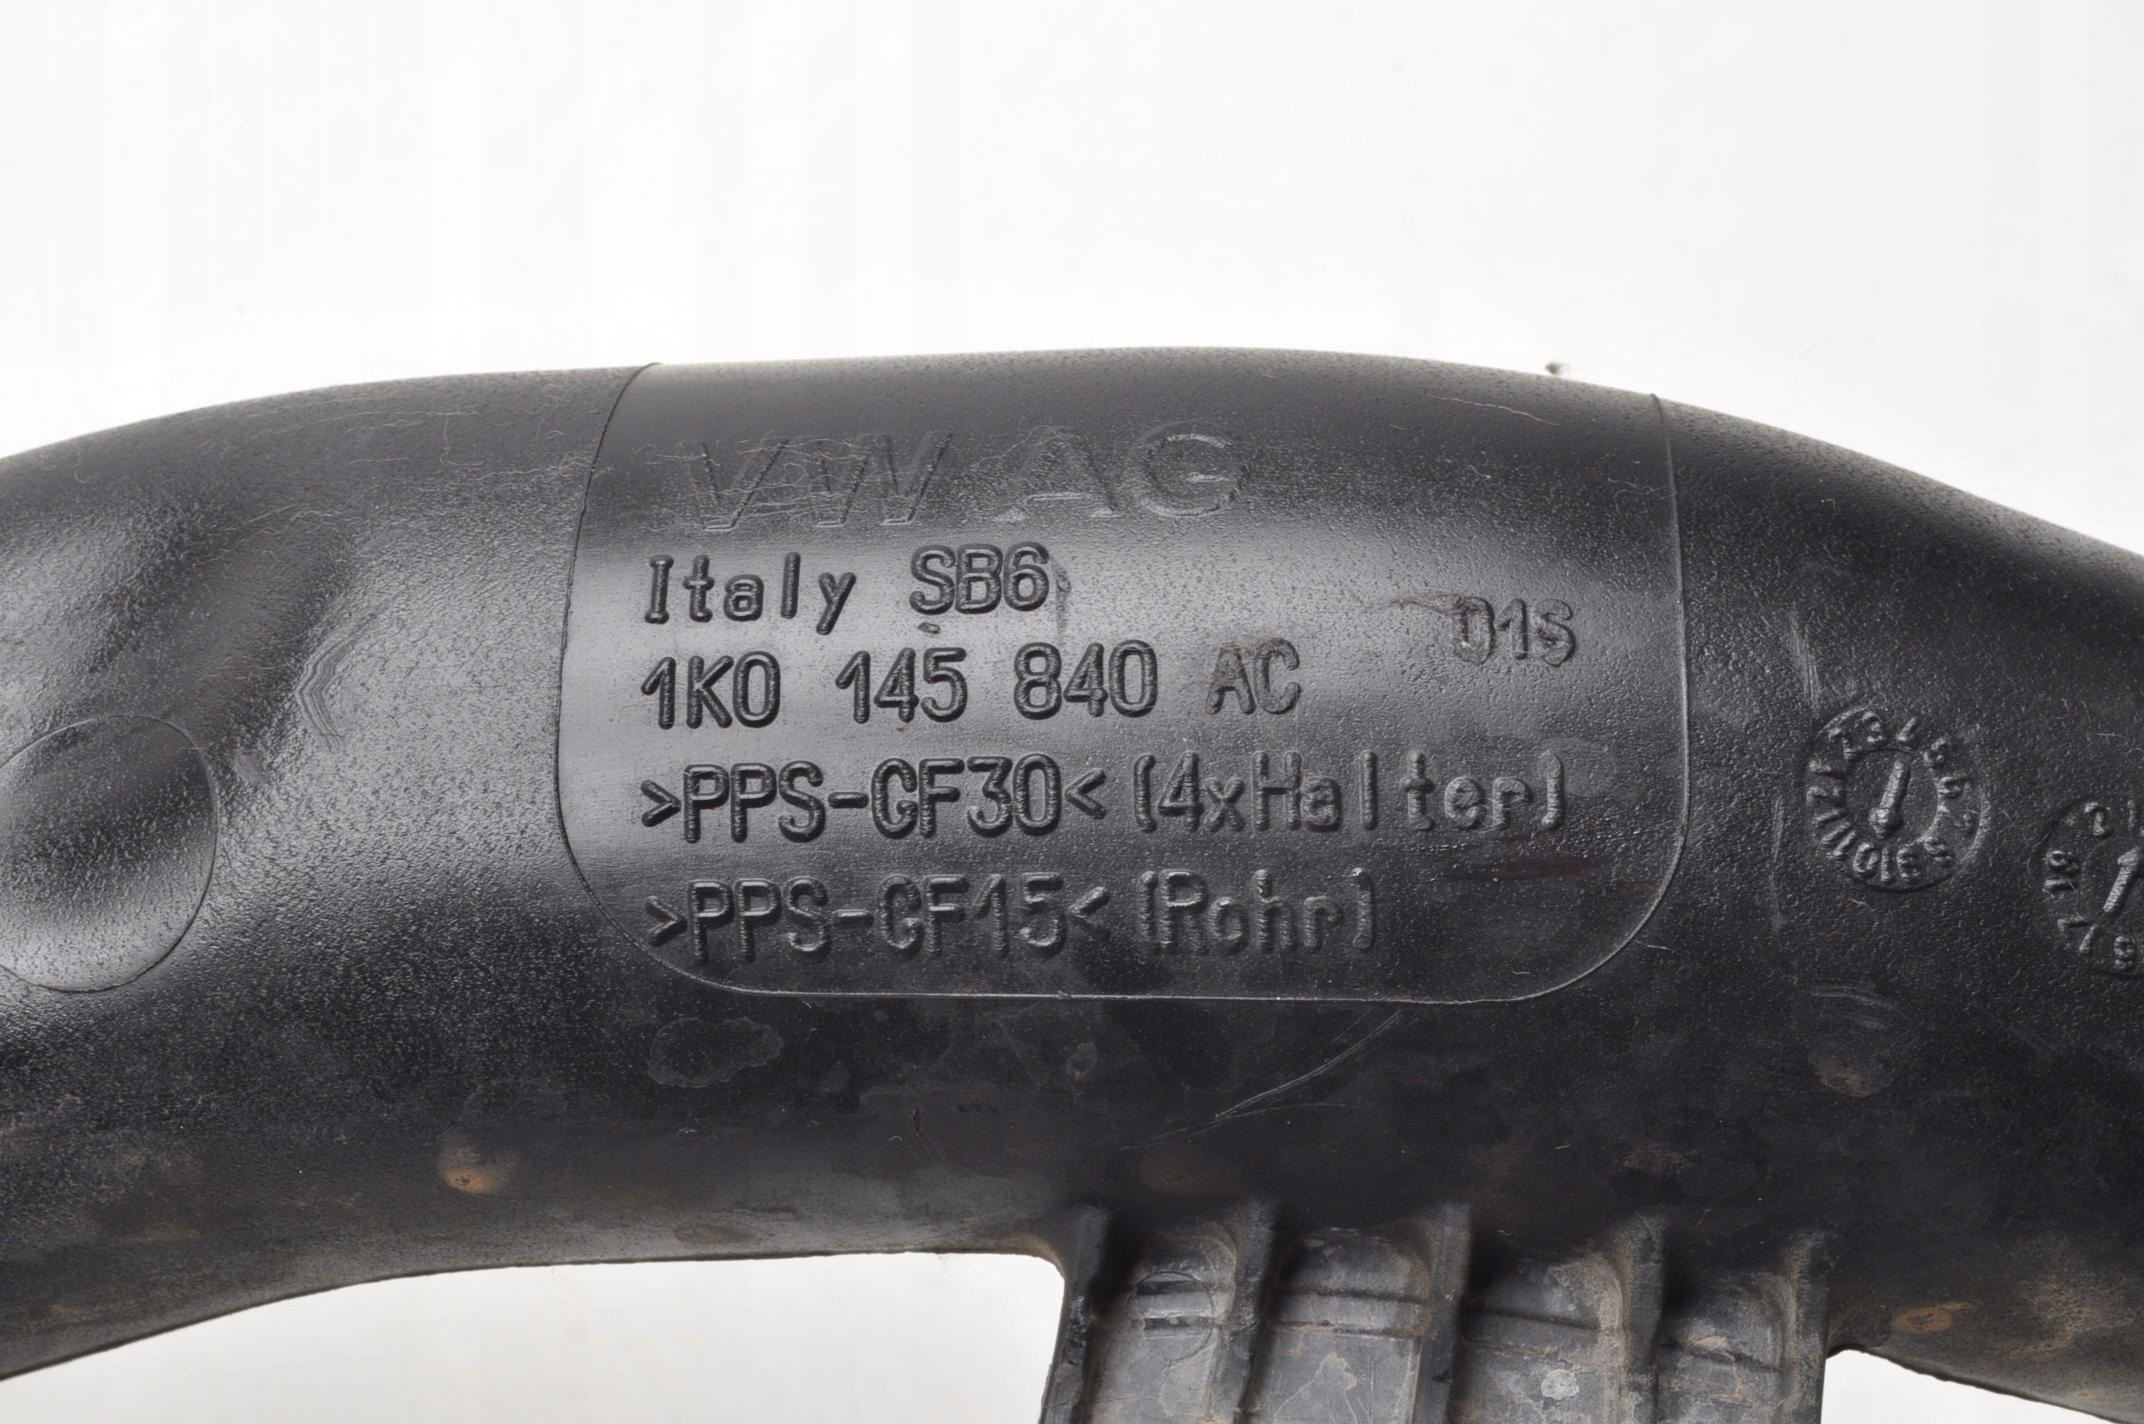 VW AG
Italy SB6
D1S
1K0 145 840 AC
>PPS-GF30< (4xHalter)
>PPS-GF15< (Rohr)